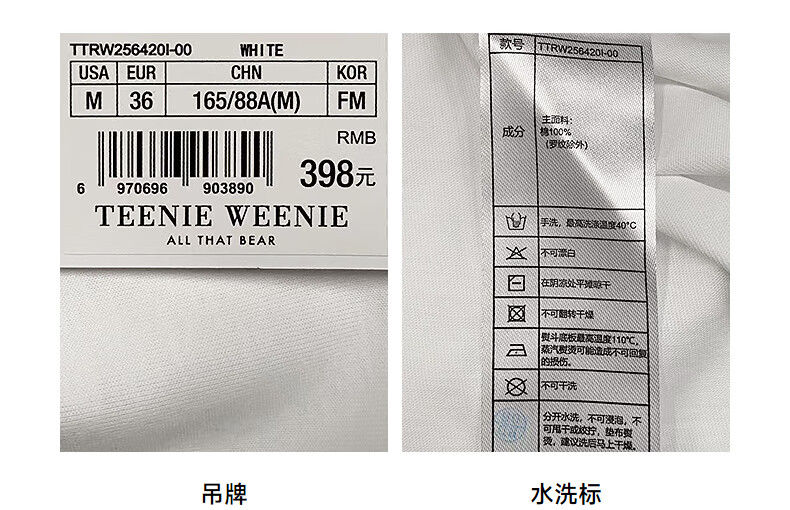 TTRW256420I-00 WHITE
USA EUR CHN KOR
M 36 165/88A(M) FM
RMB
398元
6 970696 903890
TEENIE WEENIE
ALL THAT BEAR
款号 TTRW256420I-00
成分
主面料：
棉100%
（罗纹除外）
手洗，最高洗涤温度40°C
不可漂白
在阴凉处平摊晾干
不可翻转干燥
熨斗底板最高温度110℃，
蒸汽熨烫可能造成不可回复
的损伤。
不可干洗
分开水洗，不可浸泡，不
可甩干或绞拧，垫布熨
烫，建议洗后马上干燥。
吊牌
水洗标